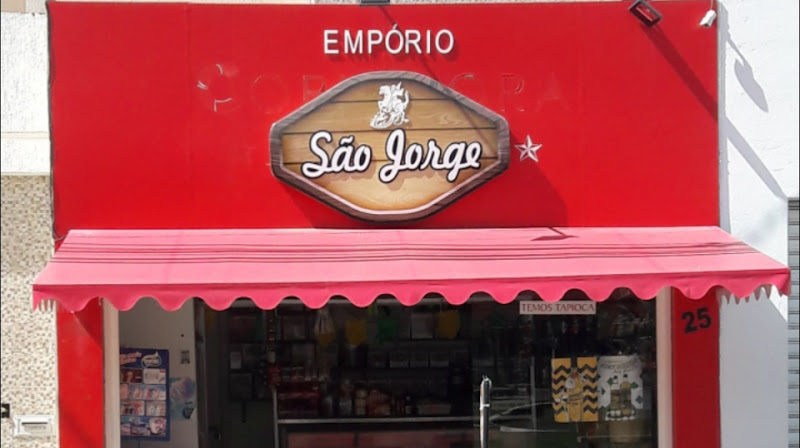 EMPÓRIO
São Jorge
TEMOS TAPIOCA
25